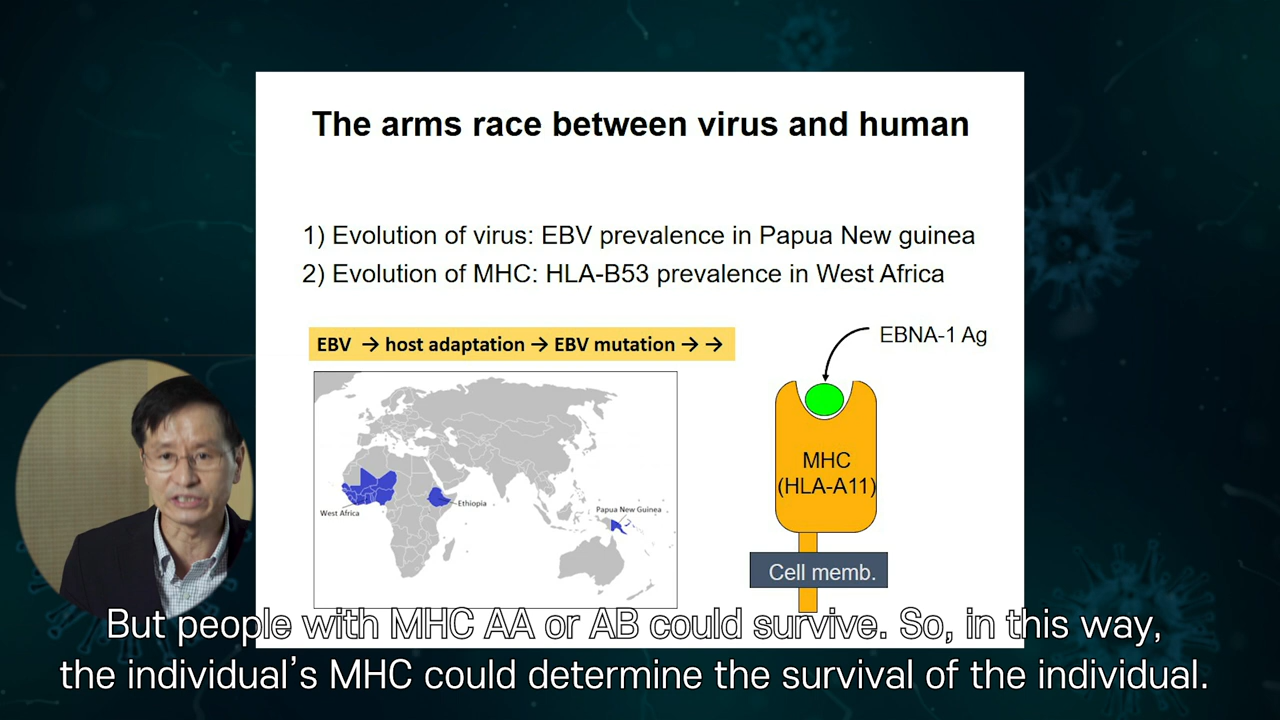 The arms race between virus and human
1) Evolution of virus: EBV prevalence in Papua New guinea
2) Evolution of MHC: HLA-B53 prevalence in West Africa
EBV → host adaptation → EBV mutation → →
EBNA-1 Ag
MHC
(HLA-A11)
West Africa
Ethiopia
Papua New Guinea
Cell memb.
But people with MHC AA or AB could survive. So, in this way,
the individual's MHC could determine the survival of the individual.